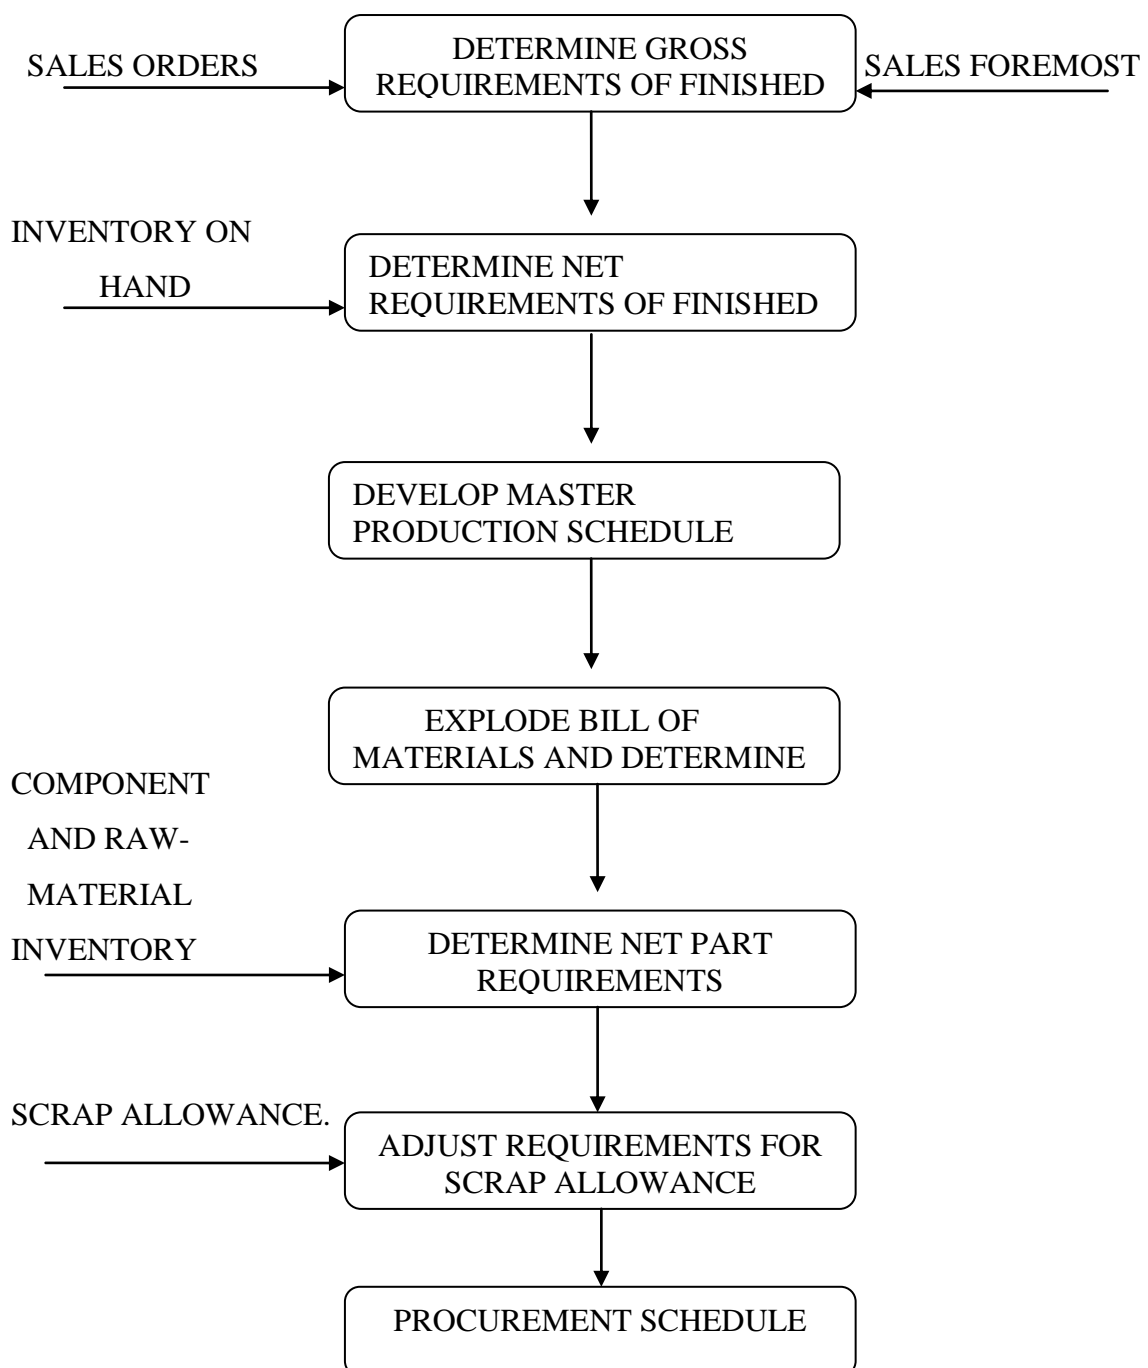 DETERMINE GROSS
REQUIREMENTS OF FINISHED
SALES ORDERS
SALES FOREMOST
INVENTORY ON
HAND
DETERMINE NET
REQUIREMENTS OF FINISHED
DEVELOP MASTER
PRODUCTION SCHEDULE
EXPLODE BILL OF
MATERIALS AND DETERMINE
COMPONENT
AND RAW-
MATERIAL
INVENTORY
DETERMINE NET PART
REQUIREMENTS
SCRAP ALLOWANCE.
ADJUST REQUIREMENTS FOR
SCRAP ALLOWANCE
PROCUREMENT SCHEDULE